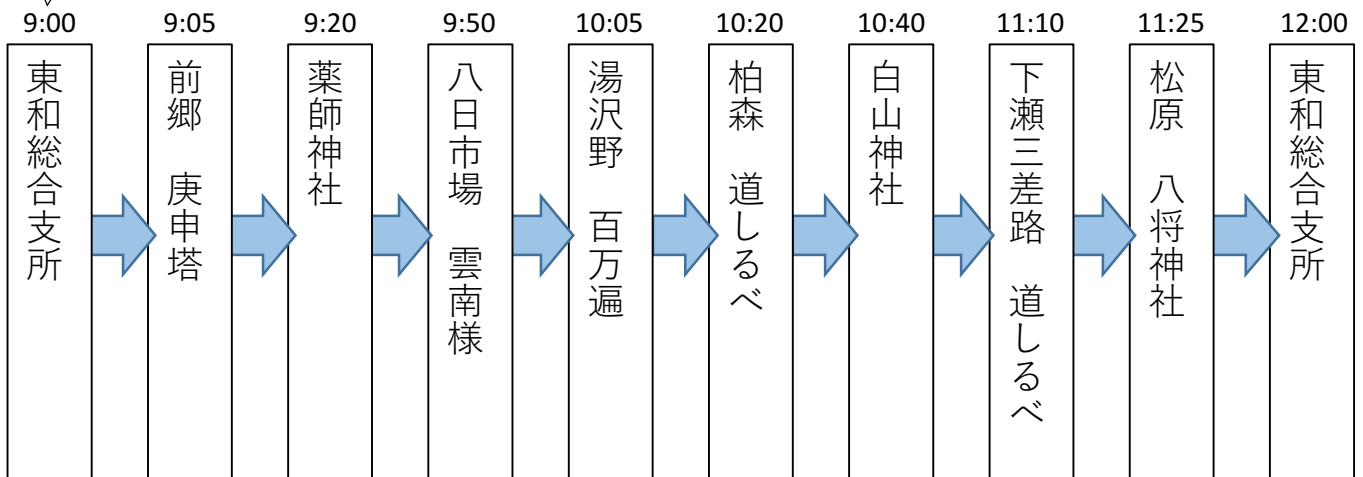 9:00
東和総合支所
9:05
前郷　庚申塔
9:20
薬師神社
9:50
八日市場　雲南様
10:05
湯沢野　百万遍
10:20
柏森　道しるべ
10:40
白山神社
11:10
下瀬三差路　道しるべ
11:25
松原　八将神社
12:00
東和総合支所